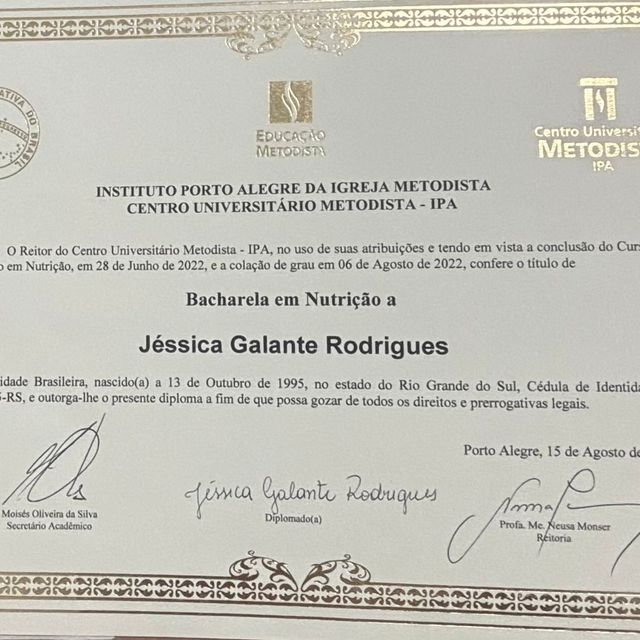 ATIVA DO BRASIL
EDUCAÇÃO
METODISTA
Centro Universi
METODIS
IPA
INSTITUTO PORTO ALEGRE DA IGREJA METODISTA
CENTRO UNIVERSITÁRIO METODISTA - IPA
O Reitor do Centro Universitário Metodista - IPA, no uso de suas atribuições e tendo em vista a conclusão do Curs
o em Nutrição, em 28 de Junho de 2022, e a colação de grau em 06 de Agosto de 2022, confere o título de
Bacharela em Nutrição a
Jéssica Galante Rodrigues
idade Brasileira, nascido(a) a 13 de Outubro de 1995, no estado do Rio Grande do Sul, Cédula de Identida
-RS, e outorga-lhe o presente diploma a fim de que possa gozar de todos os direitos e prerrogativas legais.
Porto Alegre, 15 de Agosto de
Jéssica Galante Rodrigues
Moisés Oliveira da Silva
Secretário Acadêmico
Diplomado(a)
Profa. Me. Neusa Monser
Reitoria